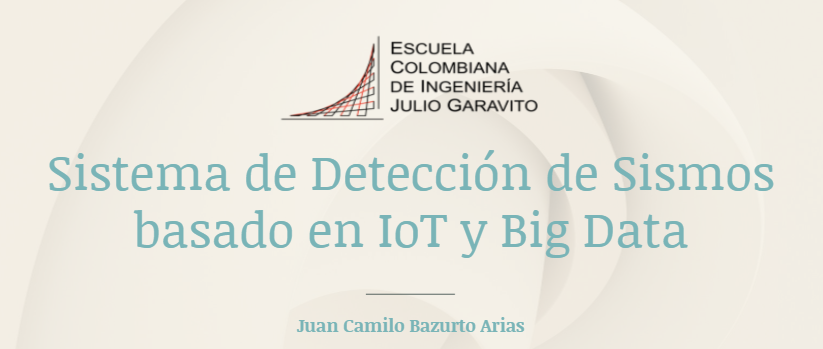 Escuela
Colombiana
de Ingeniería
Julio Garavito
Sistema de Detección de Sismos
basado en IoT y Big Data
Juan Camilo Bazurto Arias